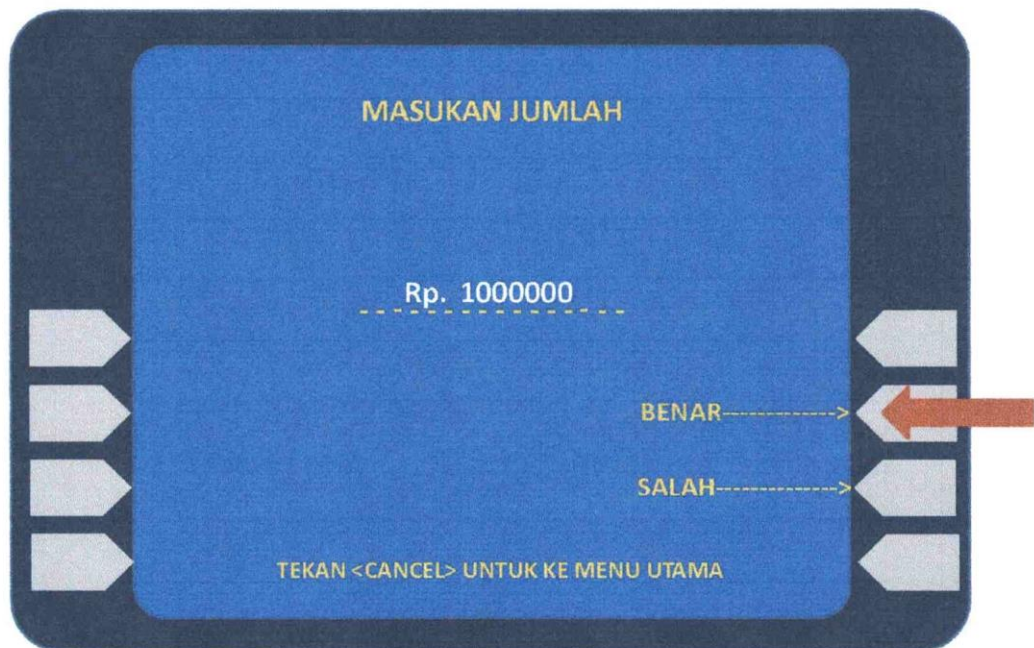 MASUKAN JUMLAH
Rp. 1000000
BENAR------------->
SALAH-------------->
TEKAN <CANCEL> UNTUK KE MENU UTAMA